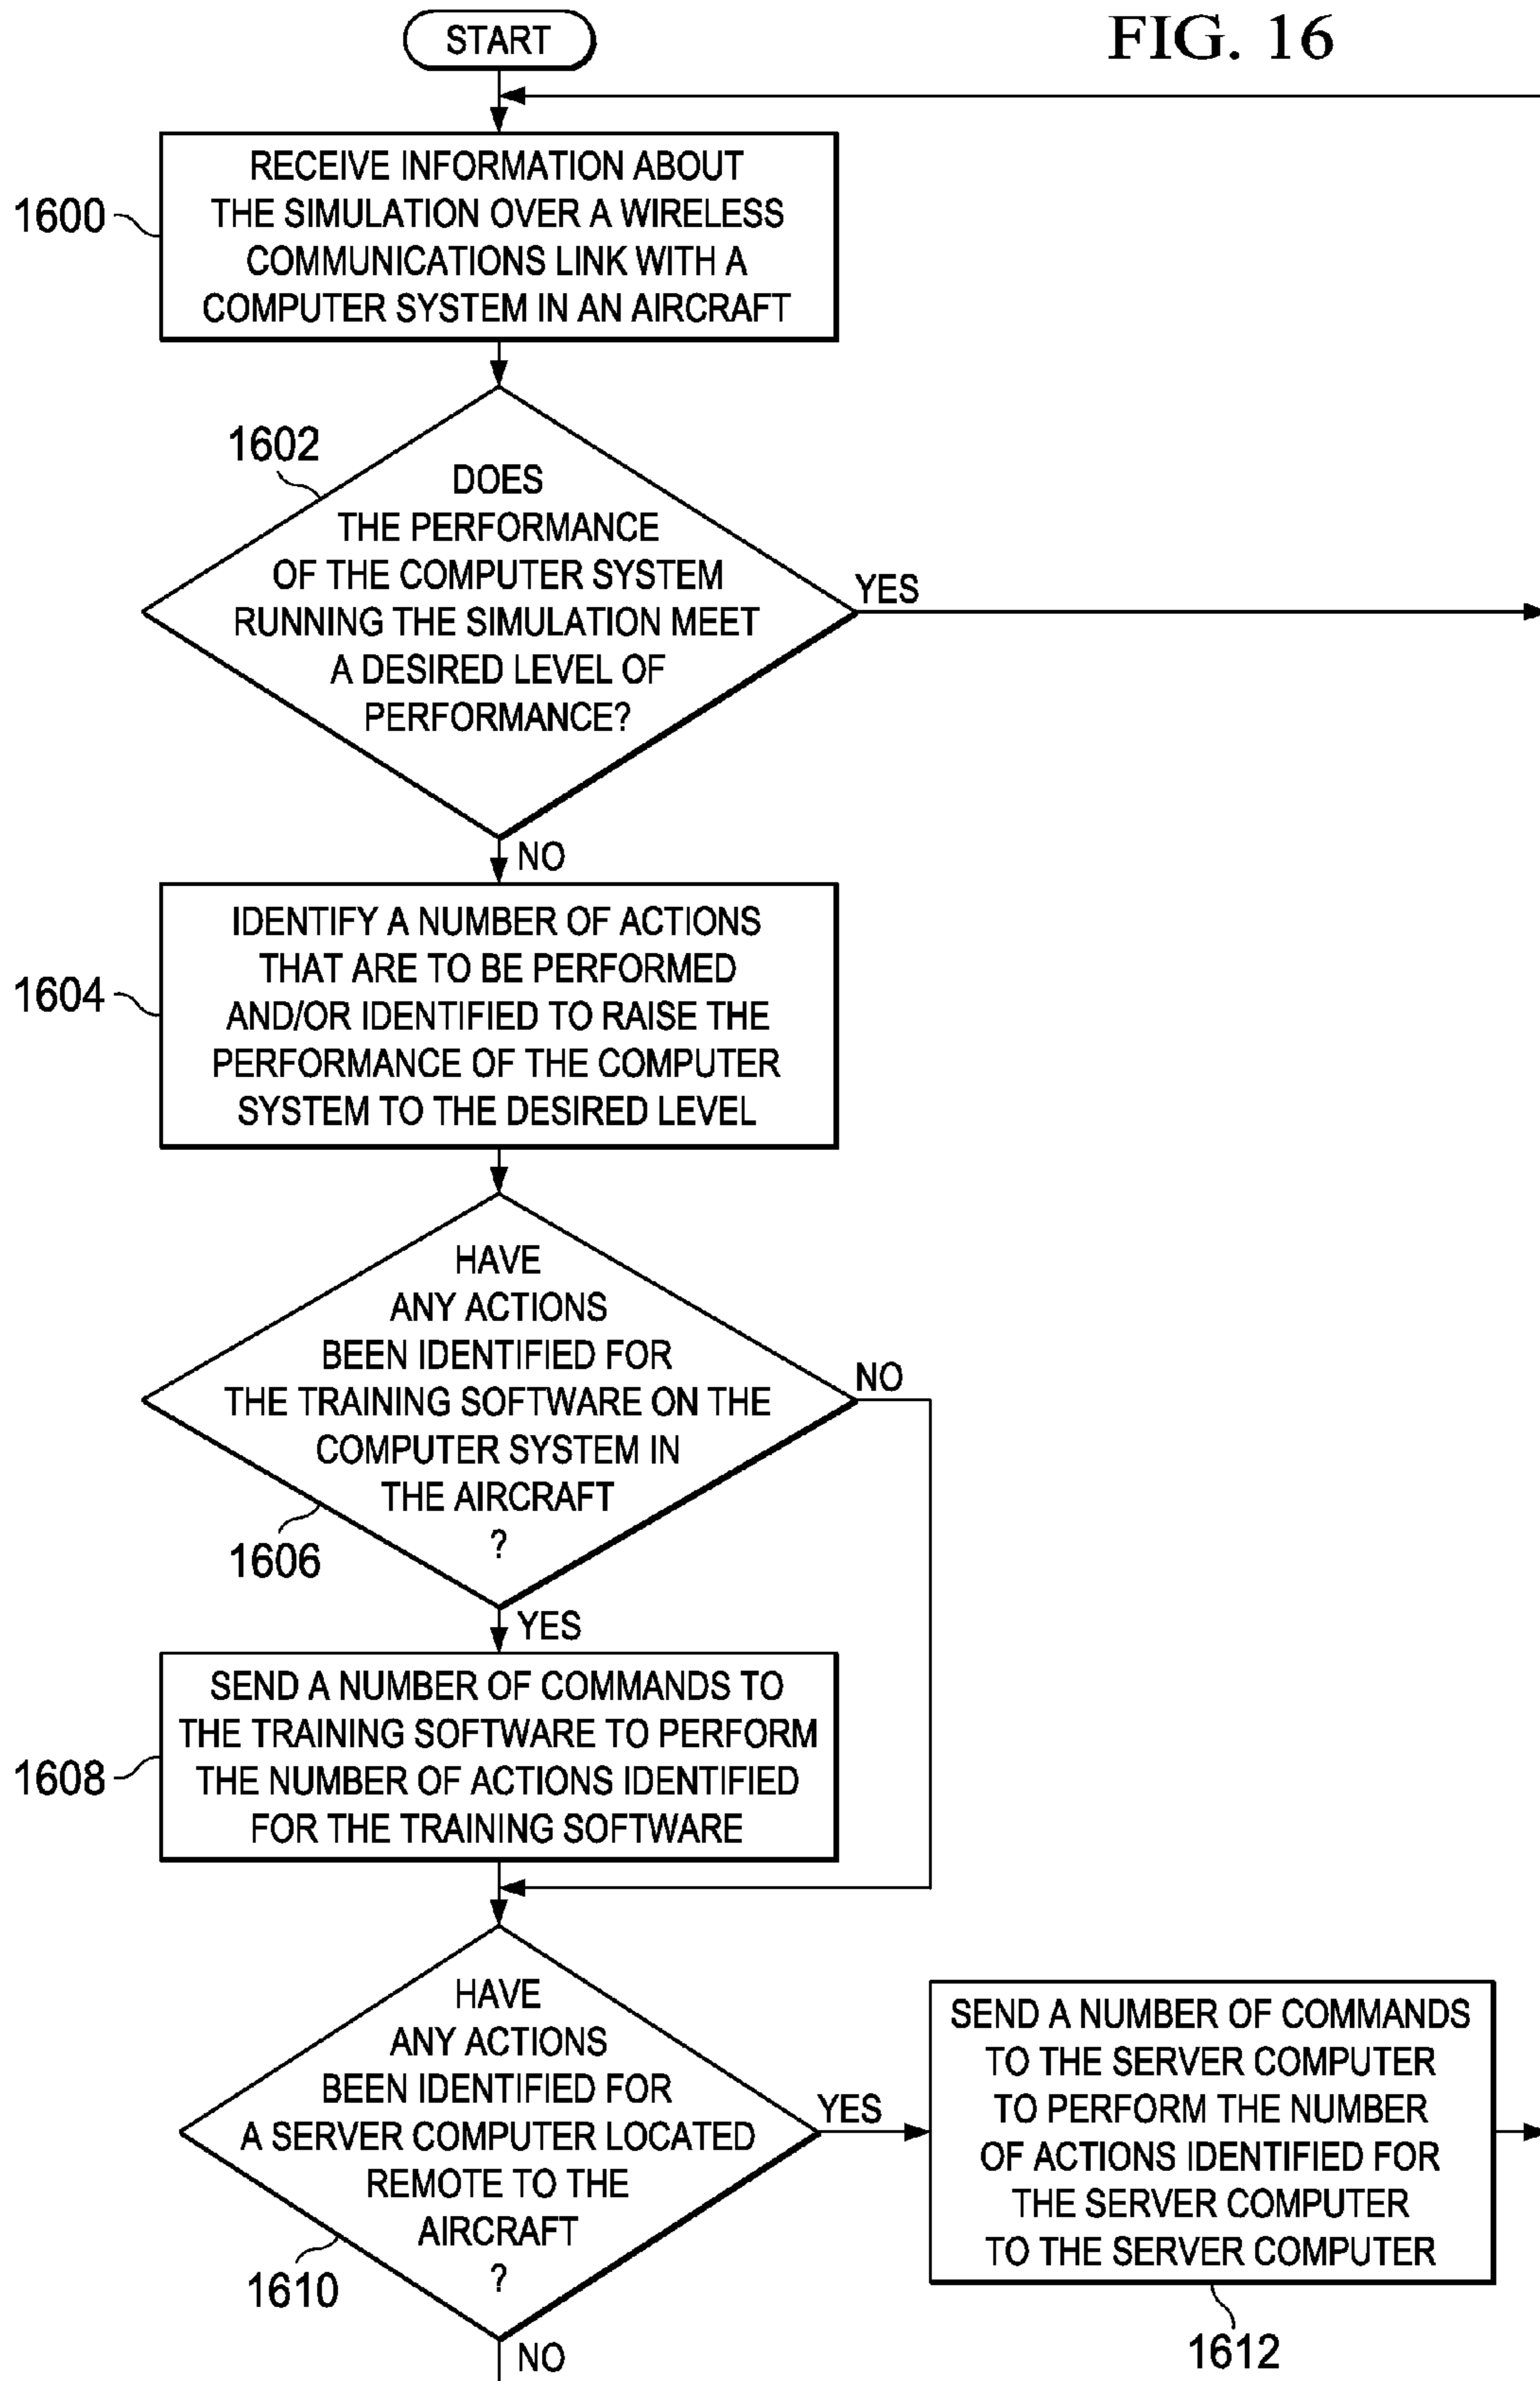 START
FIG. 16
RECEIVE INFORMATION ABOUT
THE SIMULATION OVER A WIRELESS
COMMUNICATIONS LINK WITH A
COMPUTER SYSTEM IN AN AIRCRAFT
1600
1602
DOES
THE PERFORMANCE
OF THE COMPUTER SYSTEM
RUNNING THE SIMULATION MEET
A DESIRED LEVEL OF
PERFORMANCE?
YES
NO
IDENTIFY A NUMBER OF ACTIONS
THAT ARE TO BE PERFORMED
AND/OR IDENTIFIED TO RAISE THE
PERFORMANCE OF THE COMPUTER
SYSTEM TO THE DESIRED LEVEL
1604
HAVE
ANY ACTIONS
BEEN IDENTIFIED FOR
THE TRAINING SOFTWARE ON THE
COMPUTER SYSTEM IN
THE AIRCRAFT
?
NO
1606
YES
SEND A NUMBER OF COMMANDS TO
THE TRAINING SOFTWARE TO PERFORM
THE NUMBER OF ACTIONS IDENTIFIED
FOR THE TRAINING SOFTWARE
1608
HAVE
ANY ACTIONS
BEEN IDENTIFIED FOR
A SERVER COMPUTER LOCATED
REMOTE TO THE
AIRCRAFT
?
YES
1610
NO
SEND A NUMBER OF COMMANDS
TO THE SERVER COMPUTER
TO PERFORM THE NUMBER
OF ACTIONS IDENTIFIED FOR
THE SERVER COMPUTER
TO THE SERVER COMPUTER
1612